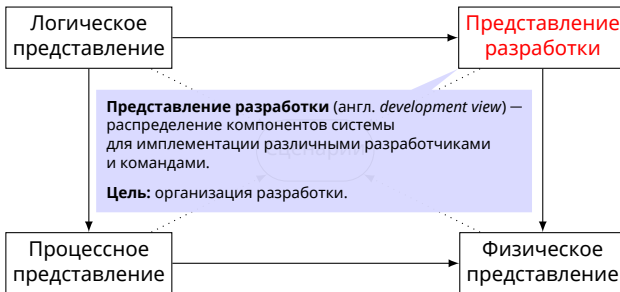 Логическое
представление
Представление
разработки
Представление разработки (англ. development view) —
распределение компонентов системы
для имплементации различными разработчиками
и командами.
Сценарии
Цель: организация разработки.
Процессное
представление
Физическое
представление